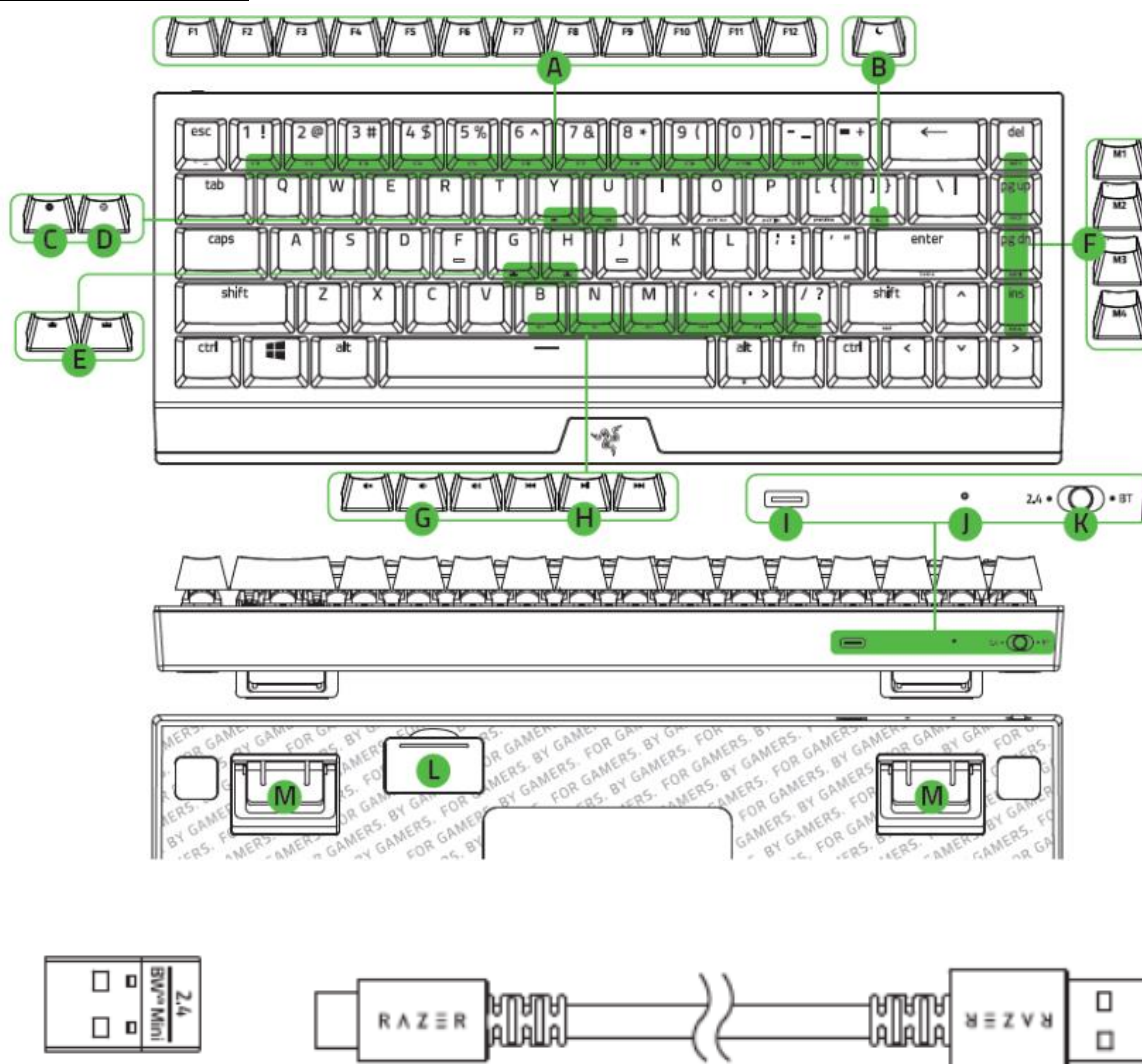 F1 F2 F3 F4 F5 F6 F7 F8 F9 F10 F11 F12
A B
esc 1 ! 2 @ 3 # 4 $ 5 % 6 ^ 7 & 8 * 9 ( 0 ) - _ = + ← del
M1
tab Q W E R T Y U I O P [ { ] } \ | pg up
M2
C D
caps A S D F G H J K L ; : ' " enter pg dn
F
M3
shift Z X C V B N M , < . > / ? shift ^ ins
M4
E
ctrl alt alt fn ctrl < ⌄ >
G H
I J 2.4 • K • BT
FOR GAMERS. BY GAMERS.
L
M M
2.4
BW V3 Mini
RAZER RAZER